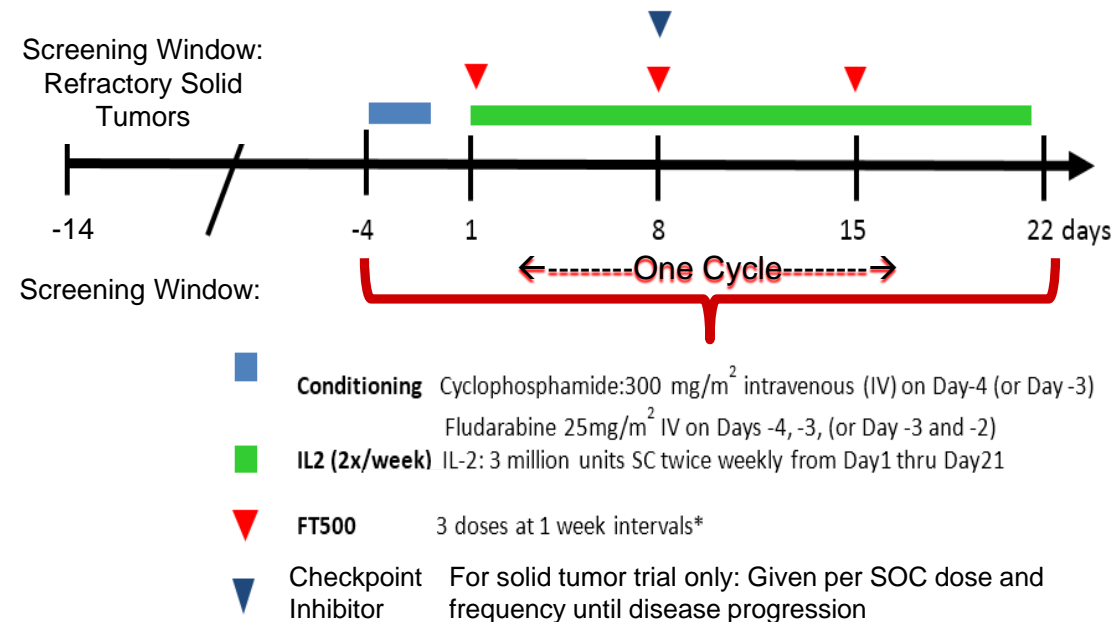 Screening Window:
Refractory Solid
Tumors
-14
-4
1
8
15
22 days
←--------One Cycle--------→
Screening Window:
Conditioning Cyclophosphamide:300 mg/m² intravenous (IV) on Day-4 (or Day -3)
Fludarabine 25mg/m² IV on Days -4, -3, (or Day -3 and -2)
IL2 (2x/week) IL-2: 3 million units SC twice weekly from Day1 thru Day21
FT500 3 doses at 1 week intervals*
Checkpoint For solid tumor trial only: Given per SOC dose and
Inhibitor frequency until disease progression